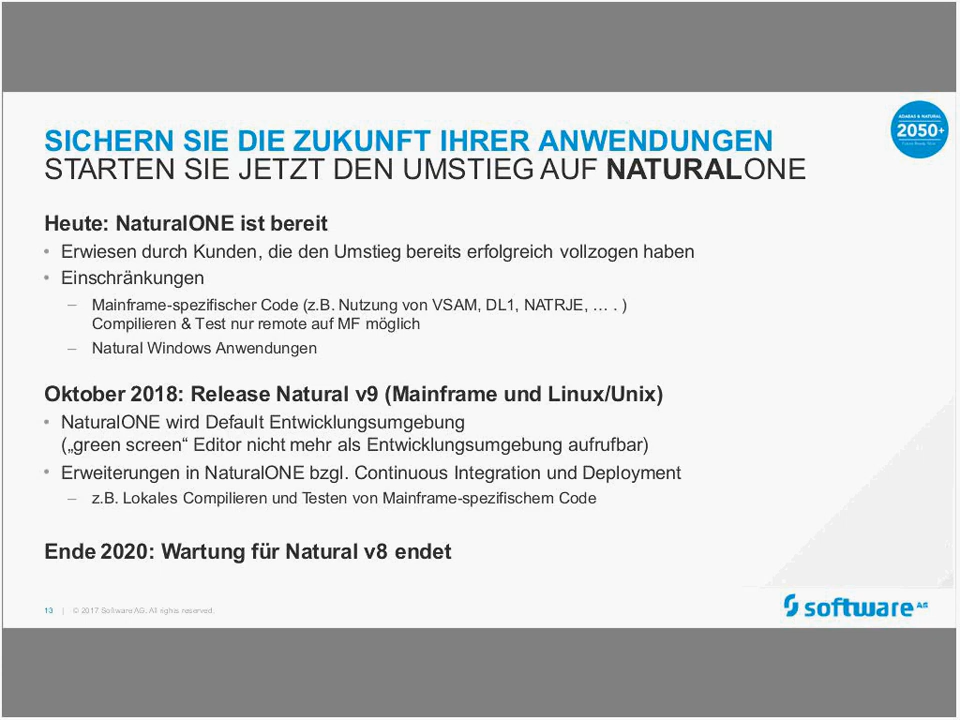 SICHERN SIE DIE ZUKUNFT IHRER ANWENDUNGEN
STARTEN SIE JETZT DEN UMSTIEG AUF NATURALONE
ADABAS & NATURAL
2050+
Heute: NaturalONE ist bereit
• Erwiesen durch Kunden, die den Umstieg bereits erfolgreich vollzogen haben
• Einschränkungen
– Mainframe-spezifischer Code (z.B. Nutzung von VSAM, DL1, NATRJE, … . )
Compilieren & Test nur remote auf MF möglich
– Natural Windows Anwendungen
Oktober 2018: Release Natural v9 (Mainframe und Linux/Unix)
• NaturalONE wird Default Entwicklungsumgebung
(„green screen“ Editor nicht mehr als Entwicklungsumgebung aufrufbar)
• Erweiterungen in NaturalONE bzgl. Continuous Integration und Deployment
– z.B. Lokales Compilieren und Testen von Mainframe-spezifischem Code
Ende 2020: Wartung für Natural v8 endet
13 | © 2017 Software AG. All rights reserved.
software AG